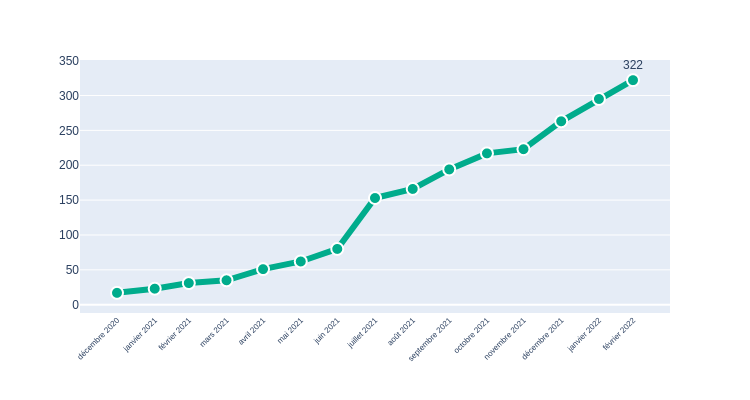 350
322
300
250
200
150
100
50
0
décembre 2020
janvier 2021
février 2021
mars 2021
avril 2021
mai 2021
juin 2021
juillet 2021
août 2021
septembre 2021
octobre 2021
novembre 2021
décembre 2021
janvier 2022
février 2022